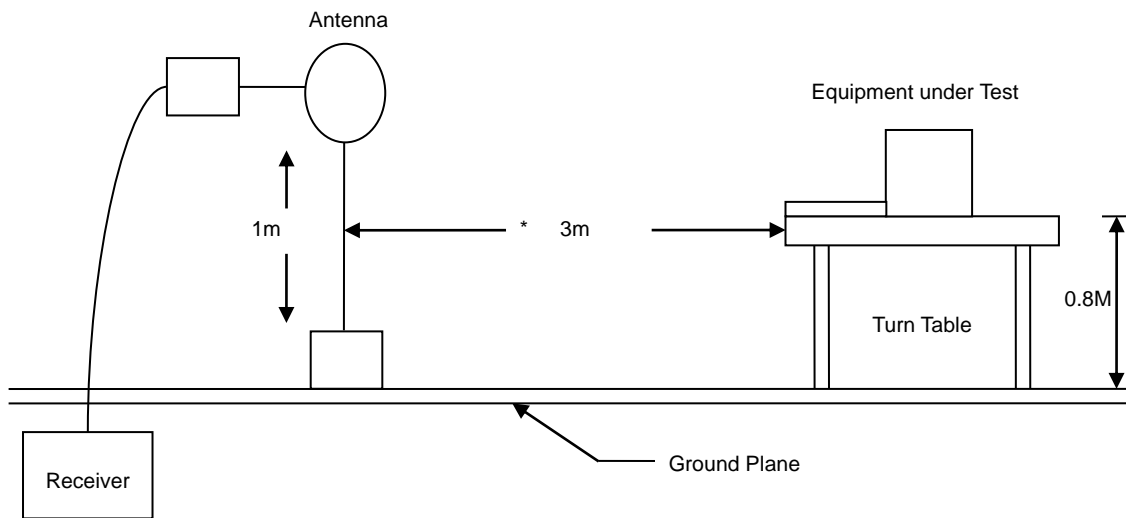 Antenna
Equipment under Test
1m
* 3m
0.8M
Turn Table
Ground Plane
Receiver